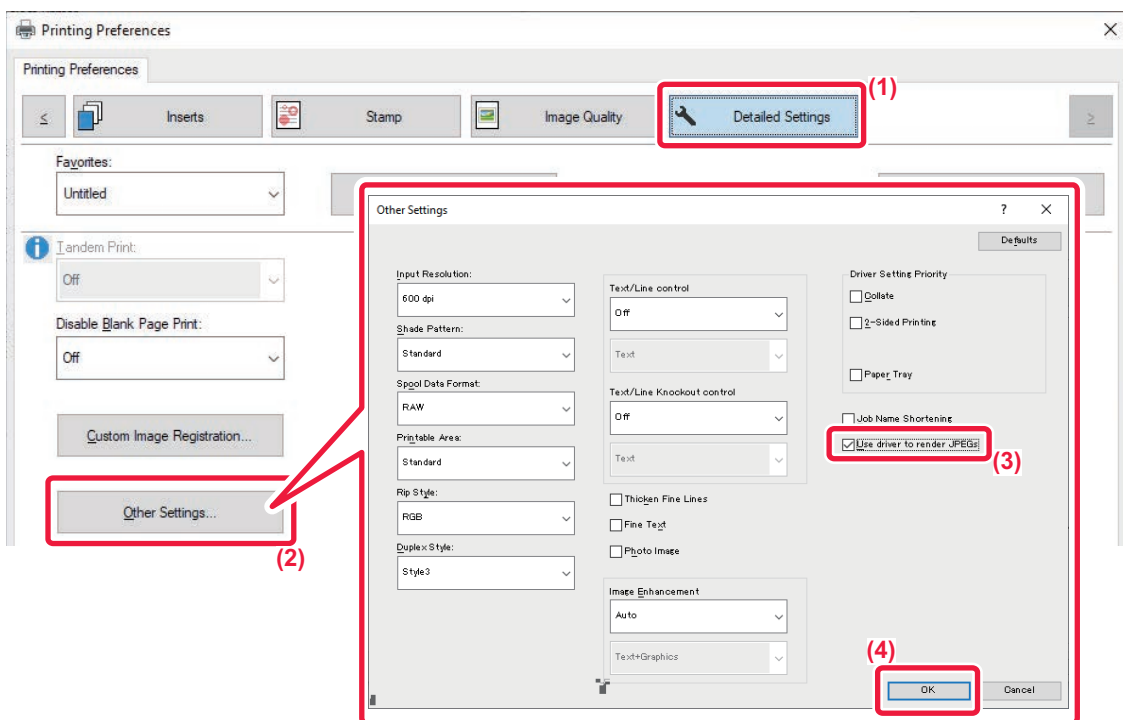 Printing Preferences
Printing Preferences
(1)
< Inserts Stamp Image Quality Detailed Settings >
Favorites:
Untitled
Tandem Print:
Off
Disable Blank Page Print:
Off
Custom Image Registration...
Other Settings...
(2)
Other Settings ?
Defaults
Input Resolution:
600 dpi
Shade Pattern:
Standard
Spool Data Format:
RAW
Printable Area:
Standard
Rip Style:
RGB
Duplex Style:
Style3
Text/Line control
Off
Text
Text/Line Knockout control
Off
Text
Thicken Fine Lines
Fine Text
Photo Image
Image Enhancement
Auto
Text+Graphics
Driver Setting Priority
Collate
2-Sided Printing
Paper Tray
Job Name Shortening
Use driver to render JPEGs
(3)
(4)
OK Cancel